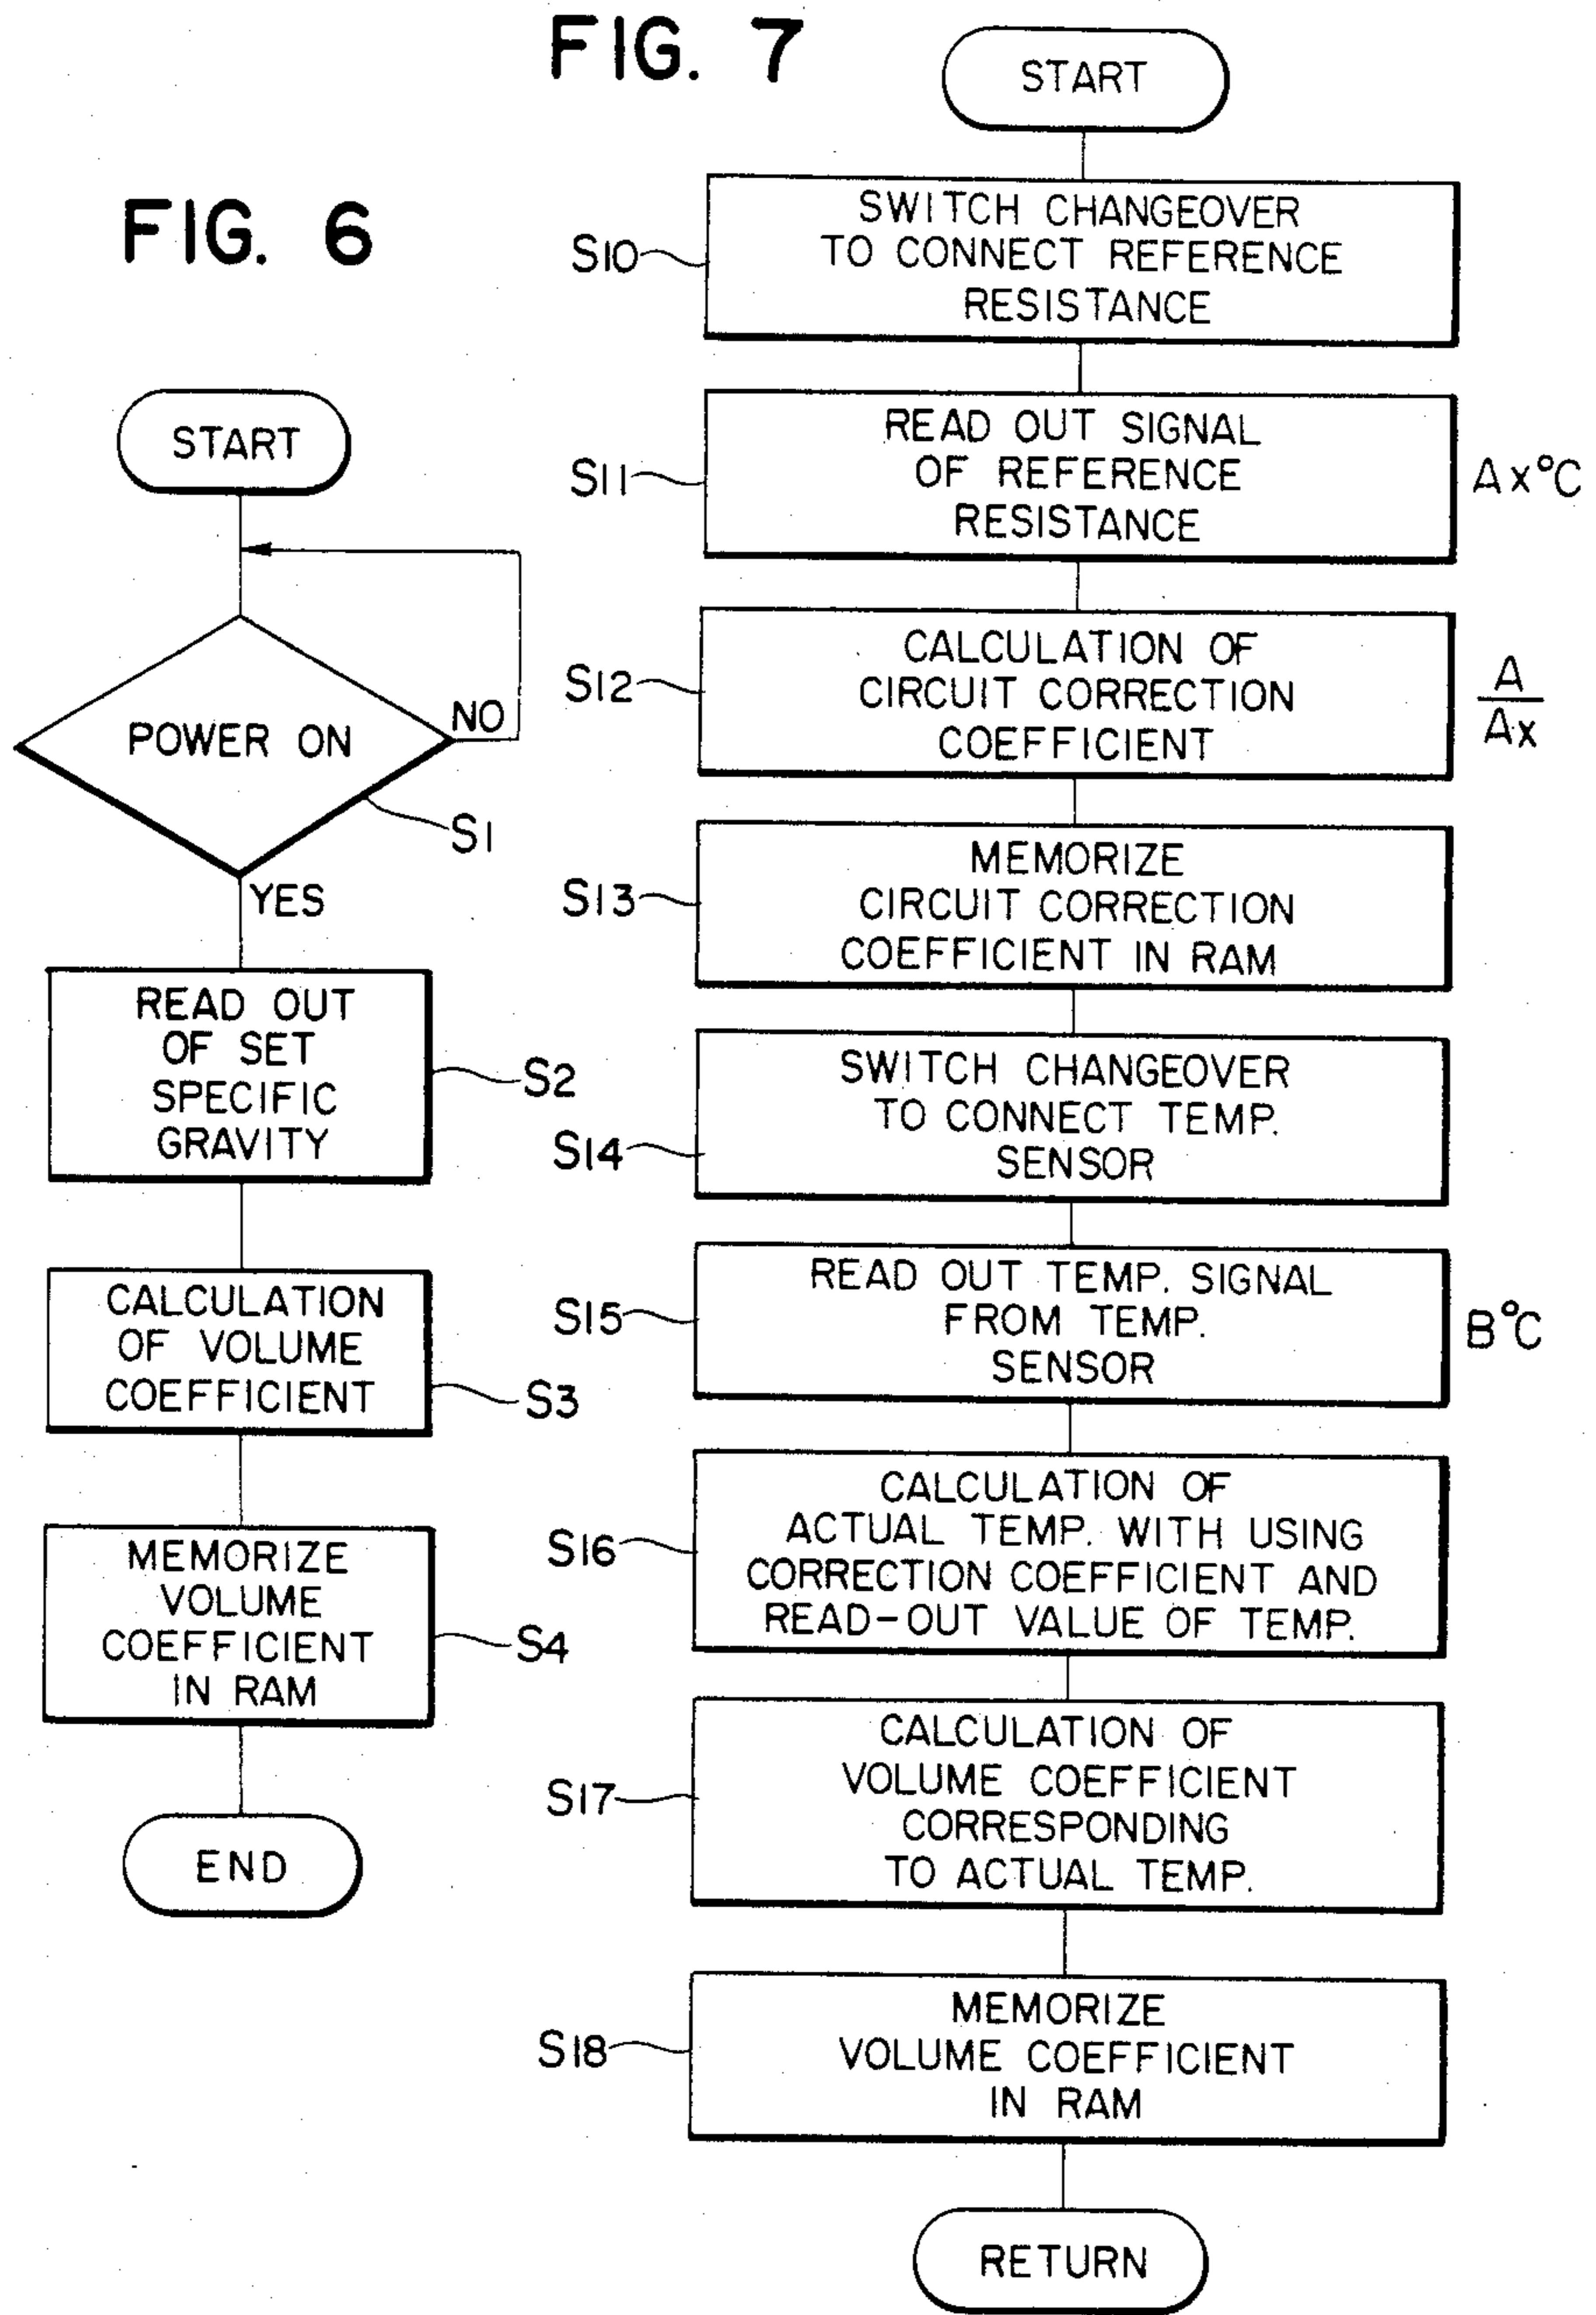 FIG. 6
START
POWER ON
NO
S1
YES
READ OUT
OF SET
SPECIFIC
GRAVITY
S2
CALCULATION
OF VOLUME
COEFFICIENT
S3
MEMORIZE
VOLUME
COEFFICIENT
IN RAM
S4
END
FIG. 7
START
SWITCH CHANGEOVER
TO CONNECT REFERENCE
RESISTANCE
S10
READ OUT SIGNAL
OF REFERENCE
RESISTANCE
S11
Ax°C
CALCULATION OF
CIRCUIT CORRECTION
COEFFICIENT
S12
A
Ax
MEMORIZE
CIRCUIT CORRECTION
COEFFICIENT IN RAM
S13
SWITCH CHANGEOVER
TO CONNECT TEMP.
SENSOR
S14
READ OUT TEMP. SIGNAL
FROM TEMP.
SENSOR
S15
B°C
CALCULATION OF
ACTUAL TEMP. WITH USING
CORRECTION COEFFICIENT AND
READ-OUT VALUE OF TEMP.
S16
CALCULATION OF
VOLUME COEFFICIENT
CORRESPONDING
TO ACTUAL TEMP.
S17
MEMORIZE
VOLUME COEFFICIENT
IN RAM
S18
RETURN